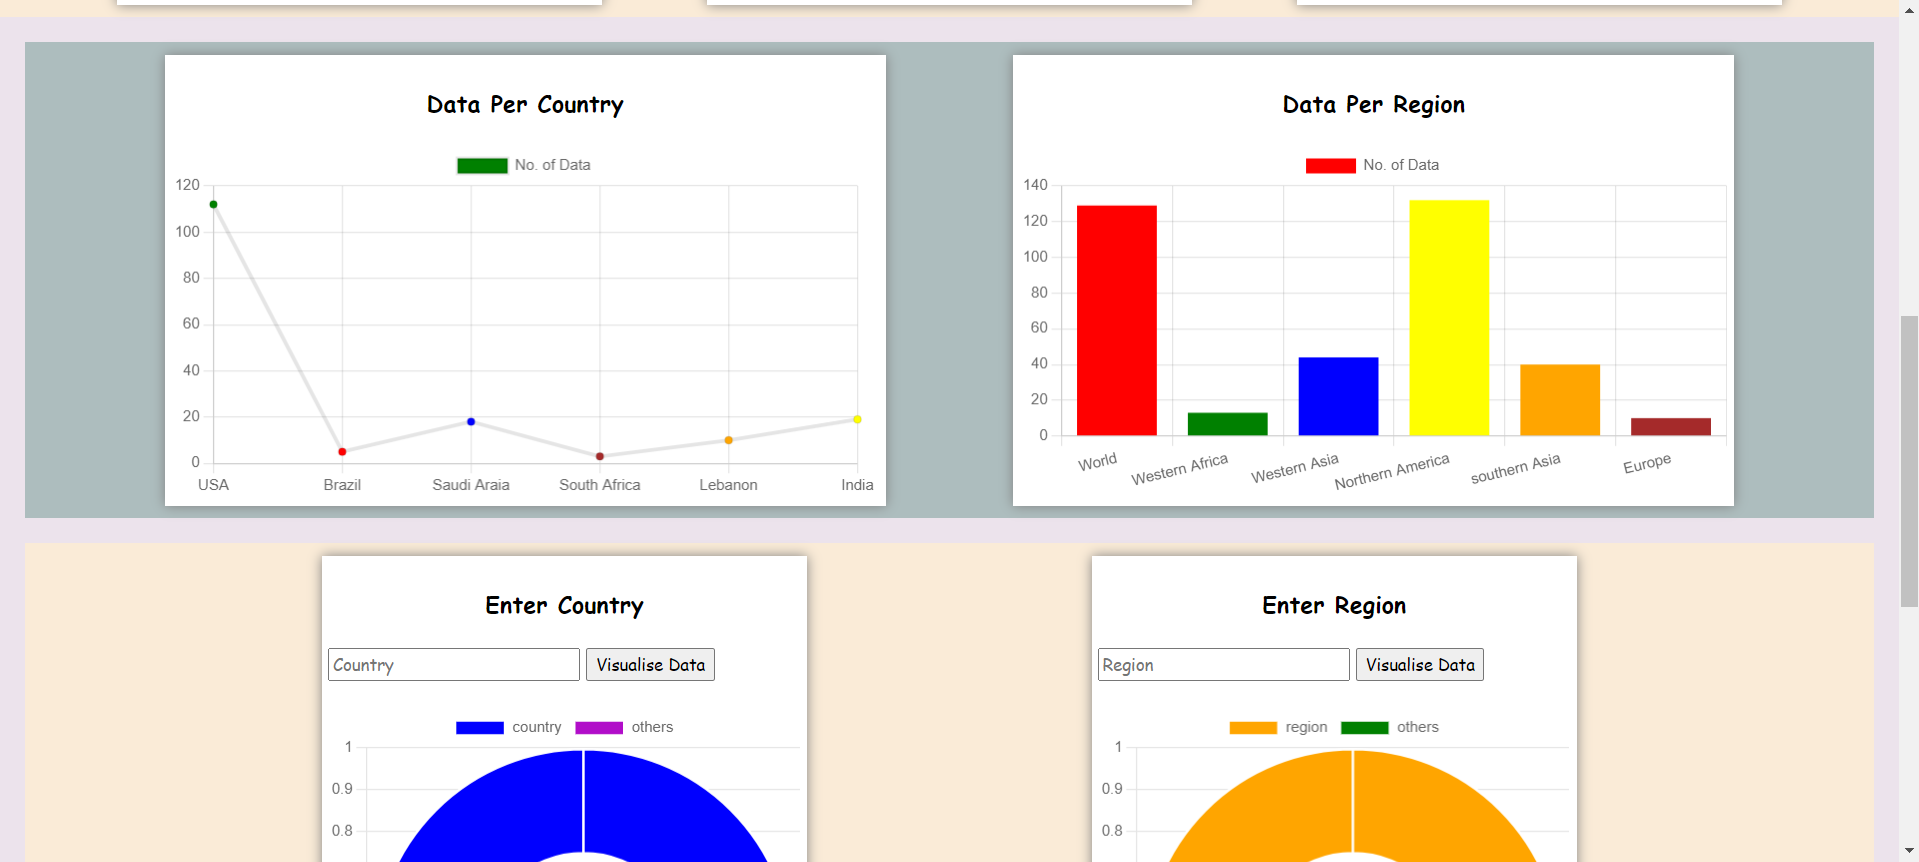 Data Per Country
No. of Data
120
100
80
60
40
20
0
USA Brazil Saudi Araia South Africa Lebanon India
Data Per Region
No. of Data
140
120
100
80
60
40
20
0
World Western Africa Western Asia Northern America southern Asia Europe
Enter Country
Country Visualise Data
country others
1
0.9
0.8
Enter Region
Region Visualise Data
region others
1
0.9
0.8